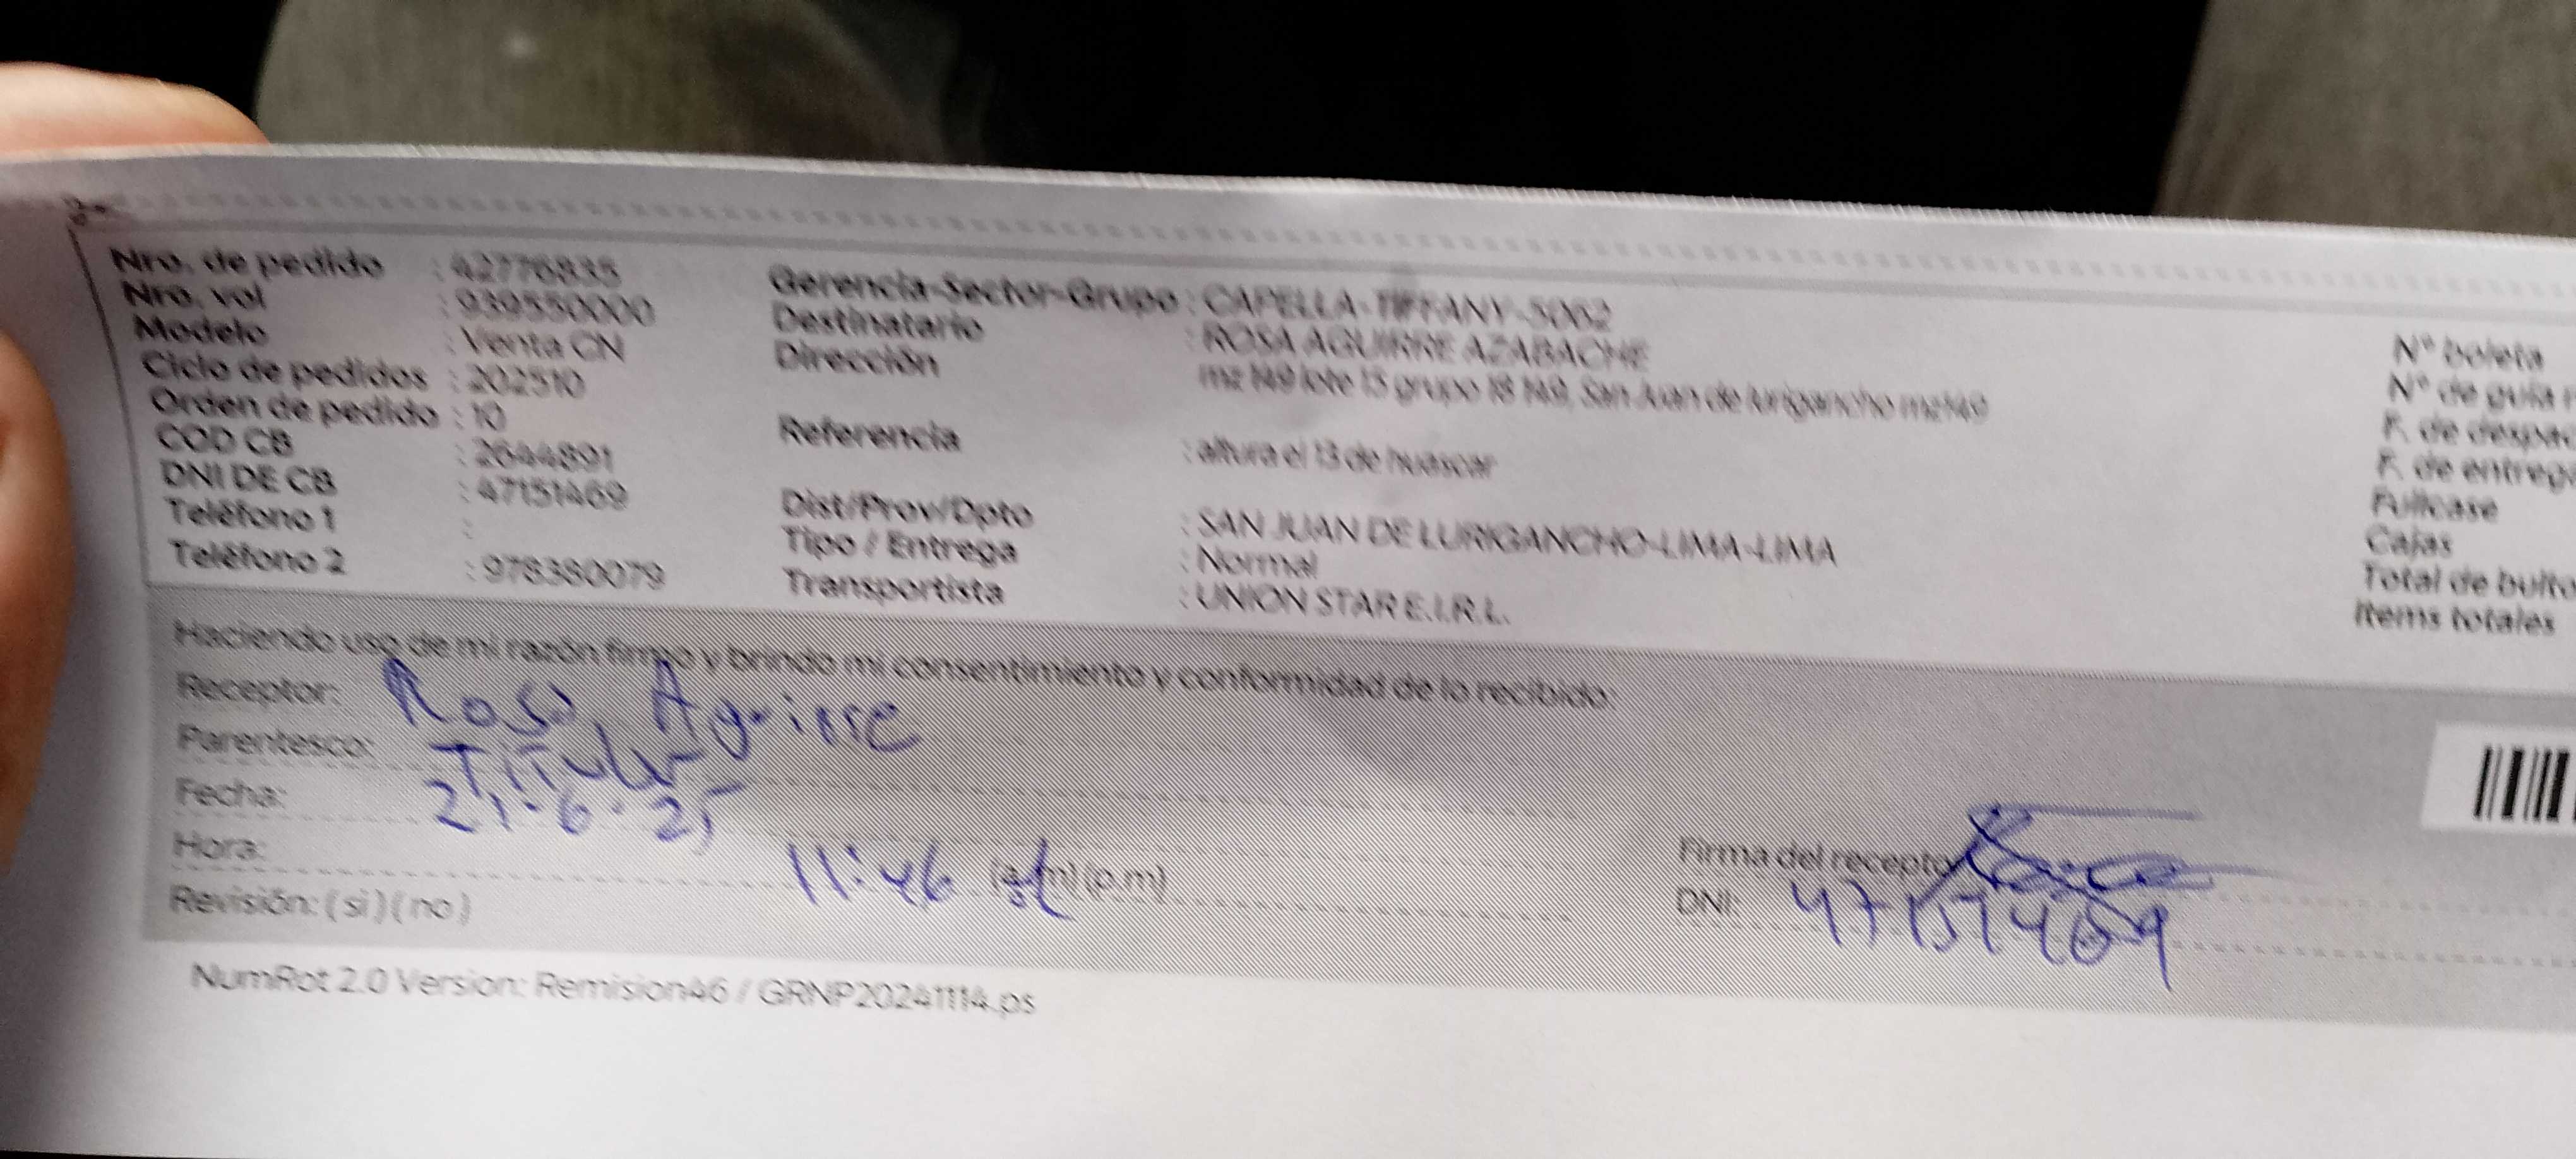 Nro. de pedido : 42776835
Nro. vol : 939550000
Modelo : Venta CN
Ciclo de pedidos : 202510
Orden de pedido : 10
COD CB : 2644891
DNI DE CB : 47151469
Teléfono 1 :
Teléfono 2 : 978380079
Gerencia-Sector-Grupo : CAPELLA-TIFFANY-5062
Destinatario : ROSA AGUIRRE AZABACHE
Dirección mz 149 lote 13 grupo 18 149, San Juan de lurigancho mz149
Referencia : altura el 13 de huascar
Dist/Prov/Dpto : SAN JUAN DE LURIGANCHO-LIMA-LIMA
Tipo / Entrega : Normal
Transportista : UNION STAR E.I.R.L.
N° boleta
N° de guía
F. de despac
F. de entreg
Fullcase
Cajas
Total de bulto
Items totales
Haciendo uso de mi razón firmo y brindo mi consentimiento y conformidad de lo recibido:
Receptor: Rosa Aguirre
Parentesco: Titular
Fecha: 21.6.25
Hora: 11:46 (a.m) (p.m)
Revisión: ( si ) ( no )
Firma del receptor
DNI: 47151469
NumRot 2.0 Version: Remision46 / GRNP20241114.ps